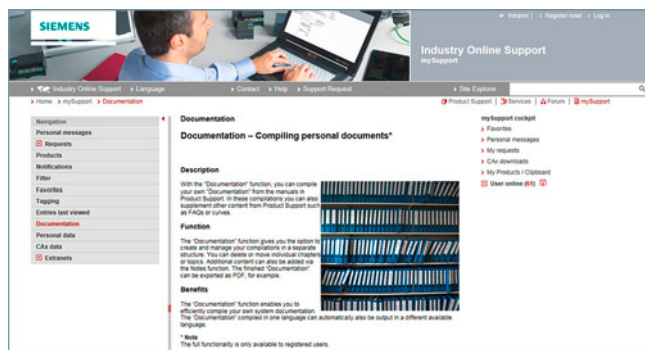 SIEMENS
Intranet | Register now! | Log in
Industry Online Support
mySupport
Industry Online Support Language Contact Help Support Request Site Explorer
Home mySupport Documentation
Product Support | Services | Forum | mySupport
Navigation
Personal messages
Requests
Products
Notifications
Filter
Favorites
Tagging
Entries last viewed
Documentation
Personal data
CAx data
Extranets
Documentation
Documentation – Compiling personal documents*
Description
With the "Documentation" function, you can compile
your own "Documentation" from the manuals in
Product Support. In these compilations you can also
supplement other content from Product Support such
as FAQs or curves.
Function
The "Documentation" function gives you the option to
create and manage your compilations in a separate
structure. You can delete or move individual chapters
or topics. Additional content can also be added via
the Notes function. The finished "Documentation"
can be exported as PDF, for example.
Benefits
The "Documentation" function enables you to
efficiently compile your own system documentation.
The "Documentation" compiled in one language can automatically also be output in a different available
language.
* Note
The full functionality is only available to registered users.
mySupport cockpit
Favorites
Personal messages
My requests
CAx downloads
My Products / Clipboard
User online (61)